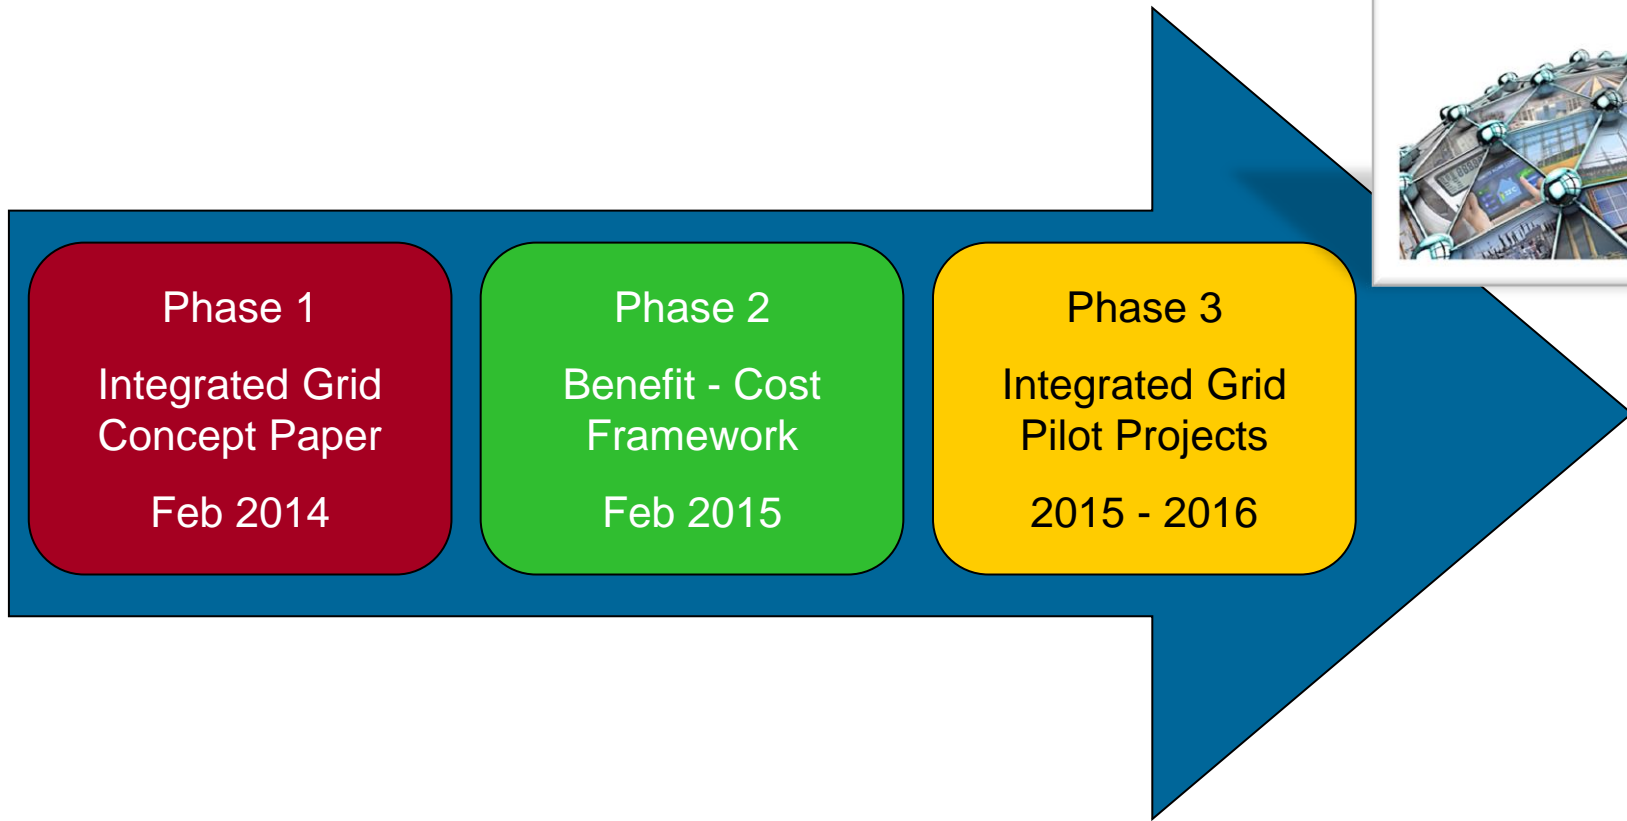 Phase 1
Integrated Grid
Concept Paper
Feb 2014
Phase 2
Benefit - Cost
Framework
Feb 2015
Phase 3
Integrated Grid
Pilot Projects
2015 - 2016